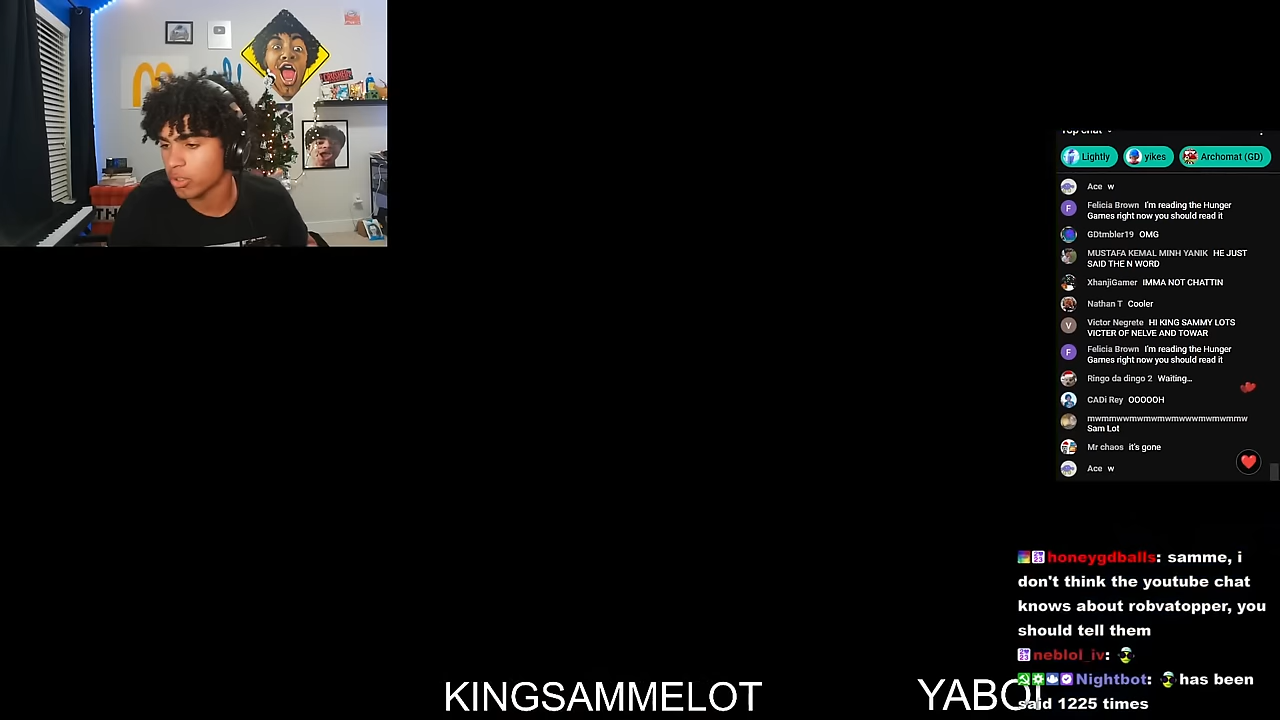 Top chat
Lightly
yikes
Archomat (GD)
Ace w
Felicia Brown I'm reading the Hunger
Games right now you should read it
GDtmbler19 OMG
MUSTAFA KEMAL MINH YANIK HE JUST
SAID THE N WORD
XhanjiGamer IMMA NOT CHATTIN
Nathan T Cooler
V
Victor Negrete HI KING SAMMY LOTS
VICTER OF NELVE AND TOWAR
F
Felicia Brown I'm reading the Hunger
Games right now you should read it
Ringo da dingo 2 Waiting...
CADi Rey OOOOOH
Sam Lot
Mr chaos it's gone
Ace w
honeygdballs: samme, i
don't think the youtube chat
knows about robvatopper, you
should tell them
neblol_iv:
Nightbot: has been
said 1225 times
KINGSAMMELOT
YABOI